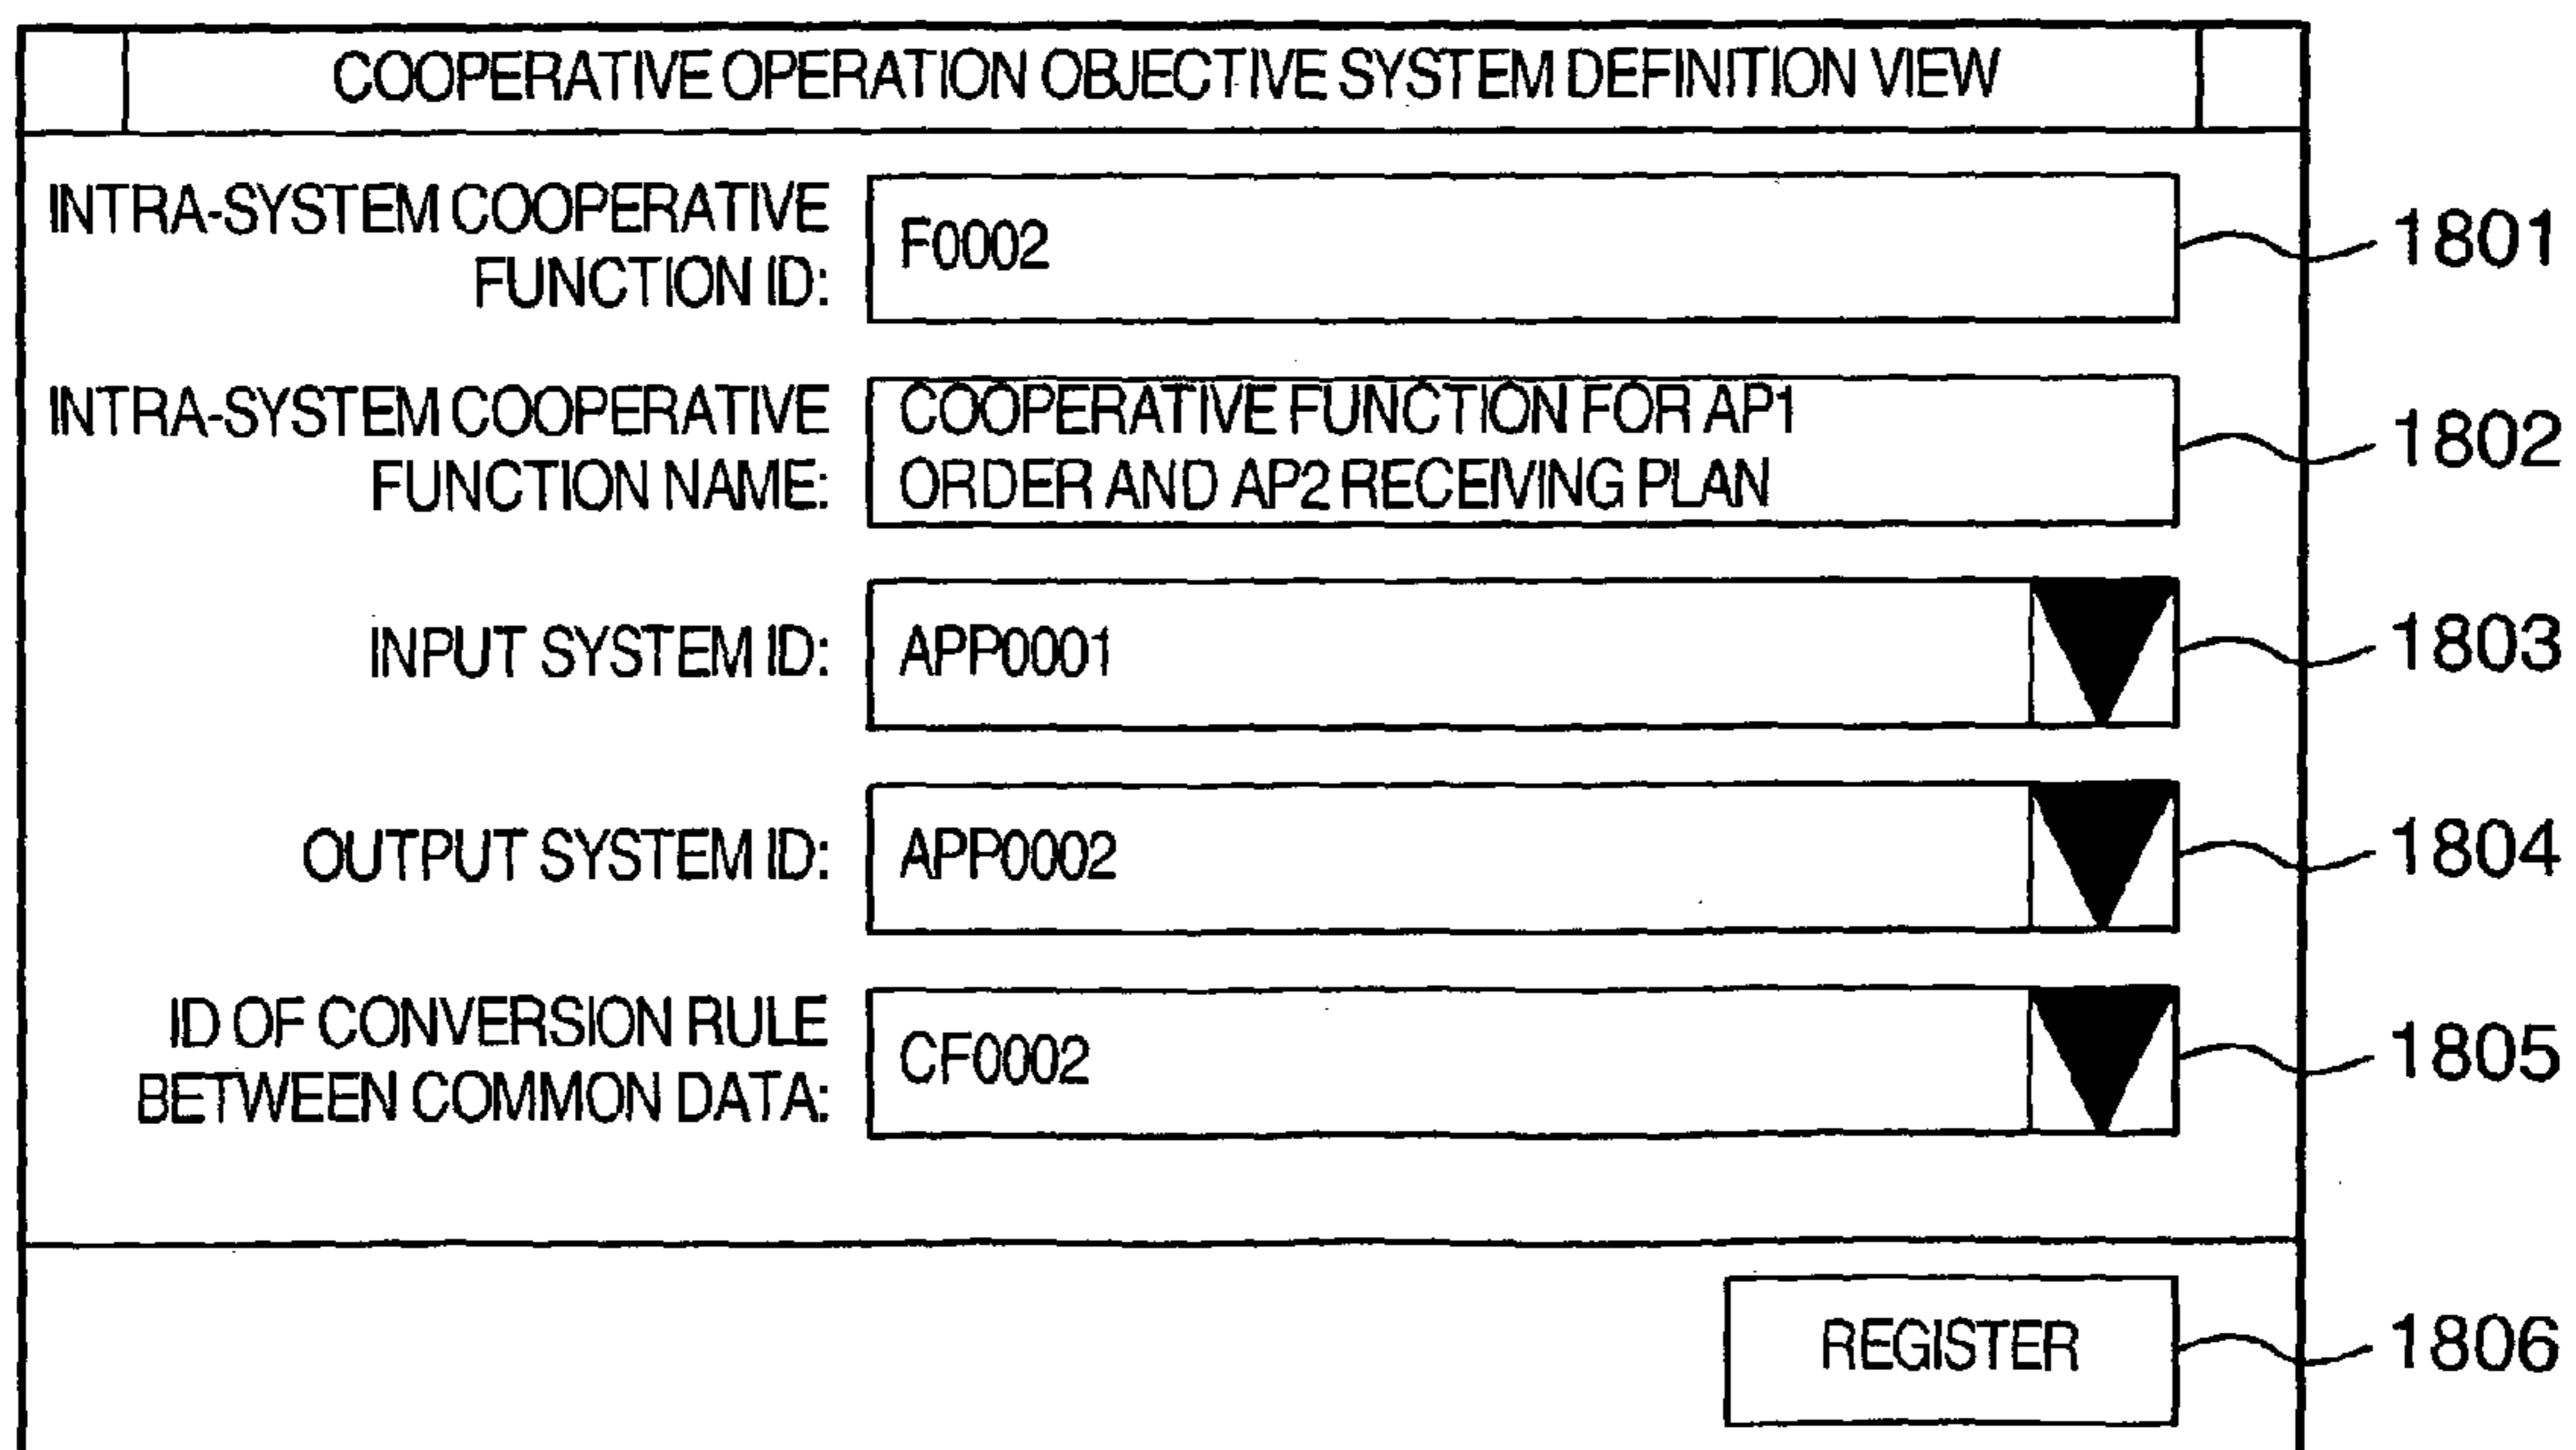 COOPERATIVE OPERATION OBJECTIVE SYSTEM DEFINITION VIEW
INTRA-SYSTEM COOPERATIVE
FUNCTION ID:
F0002
1801
INTRA-SYSTEM COOPERATIVE
FUNCTION NAME:
COOPERATIVE FUNCTION FOR AP1
ORDER AND AP2 RECEIVING PLAN
1802
INPUT SYSTEM ID:
APP0001
1803
OUTPUT SYSTEM ID:
APP0002
1804
ID OF CONVERSION RULE
BETWEEN COMMON DATA:
CF0002
1805
REGISTER
1806